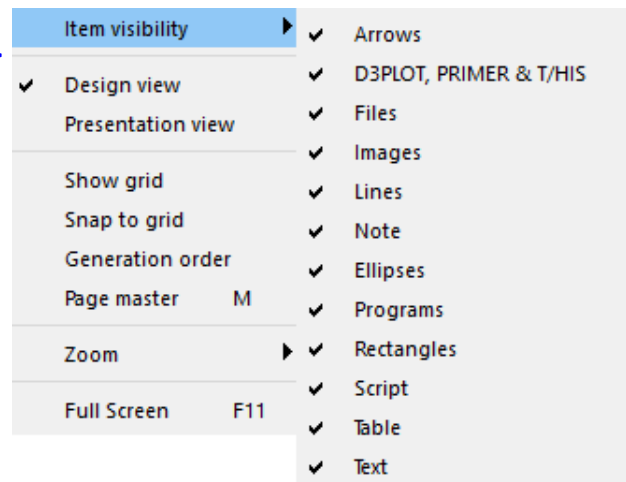 Item visibility
Design view
Presentation view
Show grid
Snap to grid
Generation order
Page master M
Zoom
Full Screen F11
Arrows
D3PLOT, PRIMER & T/HIS
Files
Images
Lines
Note
Ellipses
Programs
Rectangles
Script
Table
Text